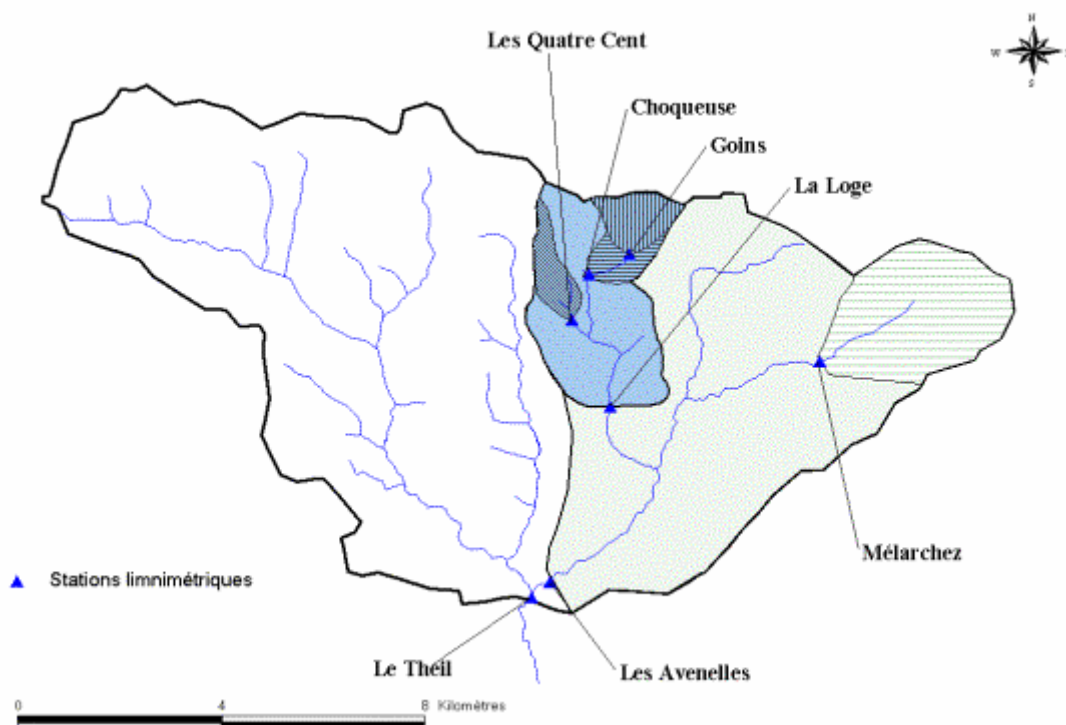 N
Les Quatre Cent
W
S
Choqueuse
Goins
La Loge
Mélarchez
Stations limnimétriques
Le Theil
Les Avenelles
0 4 8 Kilomètres